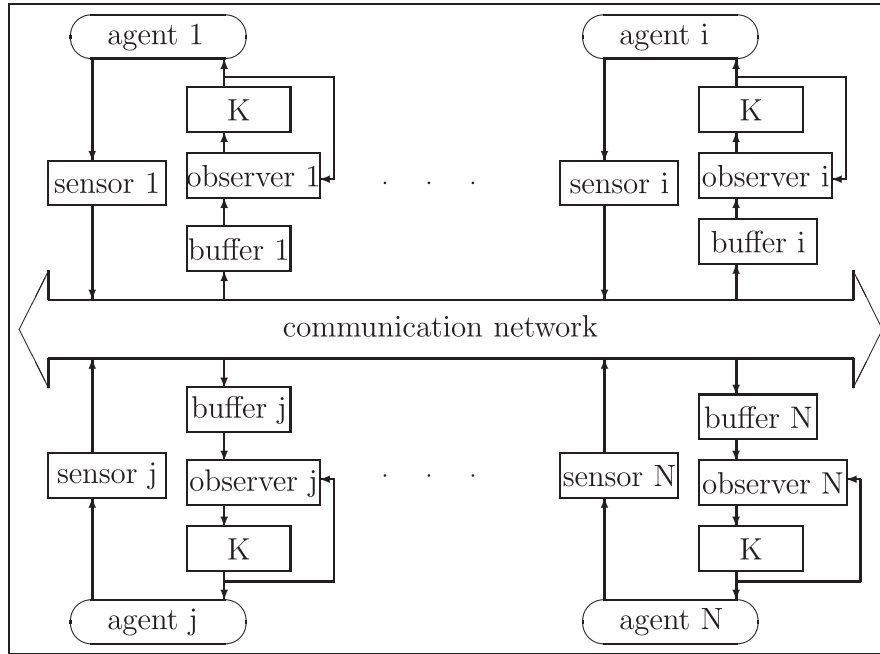 agent 1
agent i
K
K
sensor 1
observer 1
. . .
sensor i
observer i
buffer 1
buffer i
communication network
buffer j
buffer N
sensor j
observer j
. . .
sensor N
observer N
K
K
agent j
agent N